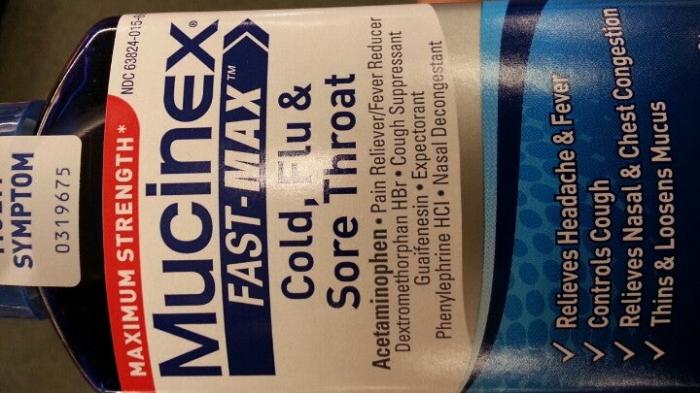 SYMPTOM
0319675
NDC 63824-015-6
MAXIMUM STRENGTH*
Mucinex®
FAST-MAX™
Cold, Flu &
Sore Throat
Acetaminophen • Pain Reliever/Fever Reducer
Dextromethorphan HBr • Cough Suppressant
Guaifenesin • Expectorant
Phenylephrine HCl • Nasal Decongestant
✓ Relieves Headache & Fever
✓ Controls Cough
✓ Relieves Nasal & Chest Congestion
✓ Thins & Loosens Mucus